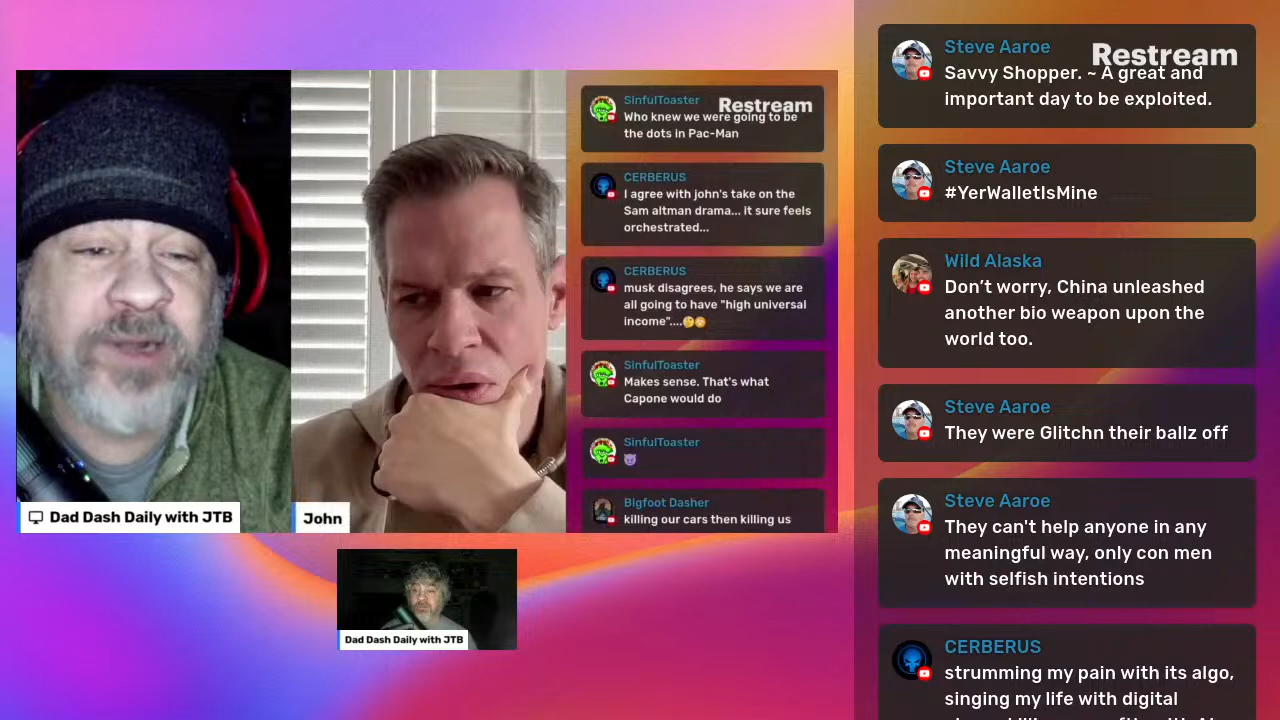 SinfulToaster
Restream
Who knew we were going to be
the dots in Pac-Man
CERBERUS
I agree with john's take on the
Sam altman drama... it sure feels
orchestrated...
CERBERUS
musk disagrees, he says we are
all going to have "high universal
income"....🤔🥱
SinfulToaster
Makes sense. That's what
Capone would do
SinfulToaster
😈
Bigfoot Dasher
killing our cars then killing us
Dad Dash Daily with JTB
John
Dad Dash Daily with JTB
Steve Aaroe
Restream
Savvy Shopper. ~ A great and
important day to be exploited.
Steve Aaroe
#YerWalletIsMine
Wild Alaska
Don’t worry, China unleashed
another bio weapon upon the
world too.
Steve Aaroe
They were Glitchn their ballz off
Steve Aaroe
They can't help anyone in any
meaningful way, only con men
with selfish intentions
CERBERUS
strumming my pain with its algo,
singing my life with digital